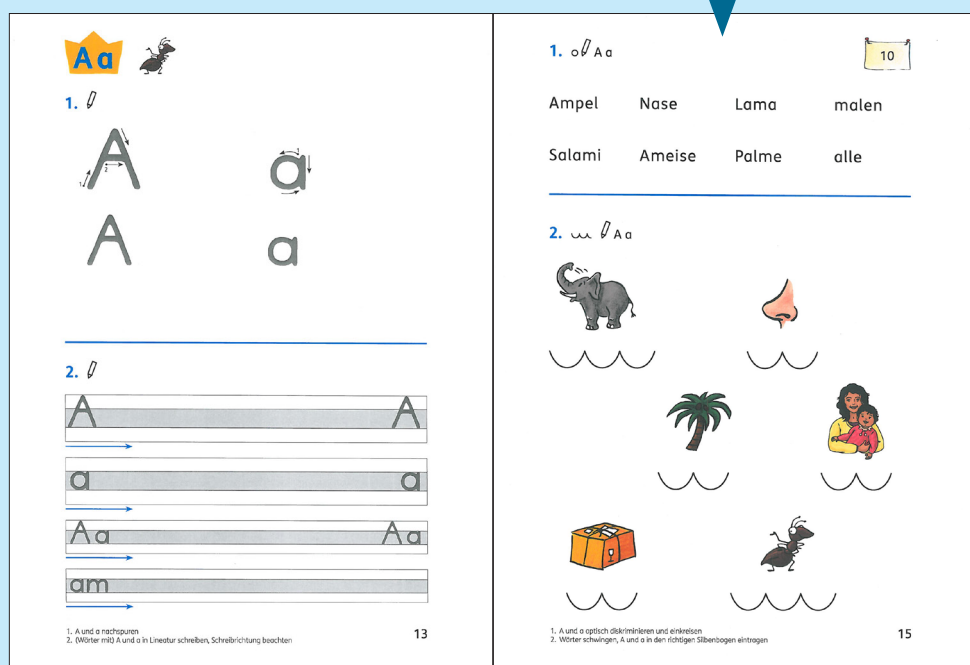 Aa
1.
A a
A a
2.
A A
a a
Aa Aa
am
1. A und a nachspuren
2. (Wörter mit) A und a in Lineatur schreiben, Schreibrichtung beachten
13
1. A a
10
Ampel Nase Lama malen
Salami Ameise Palme alle
2. A a
1. A und a optisch diskriminieren und einkreisen
2. Wörter schwingen, A und a in den richtigen Silbenbogen eintragen
15